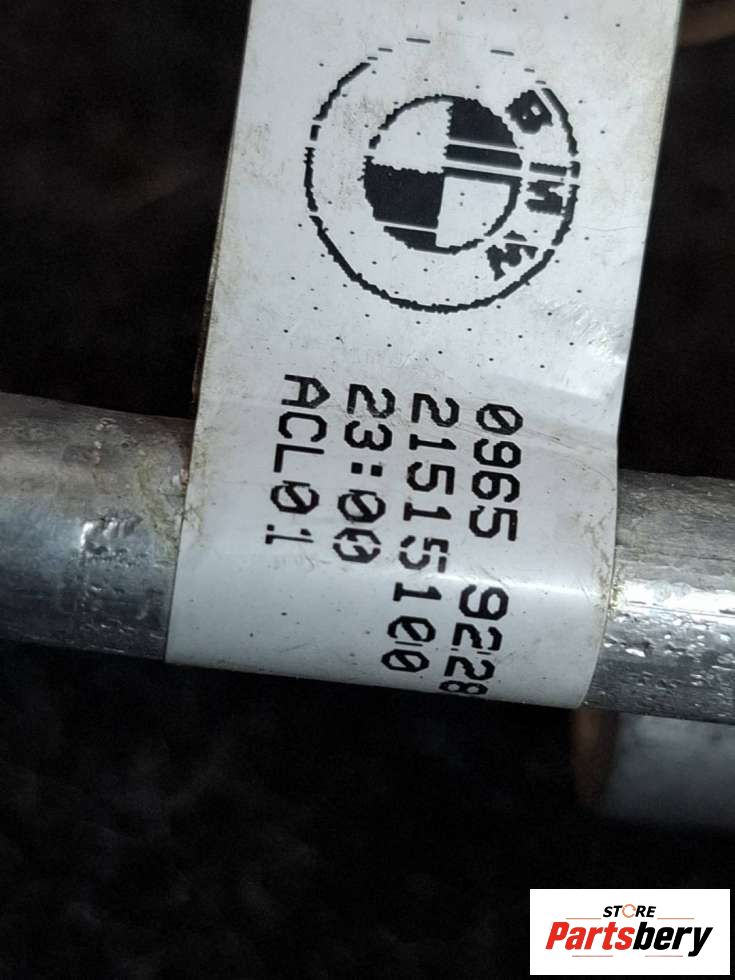 BMW
0965 9228
21515100
23:00
ACL01
STORE
Partsbery